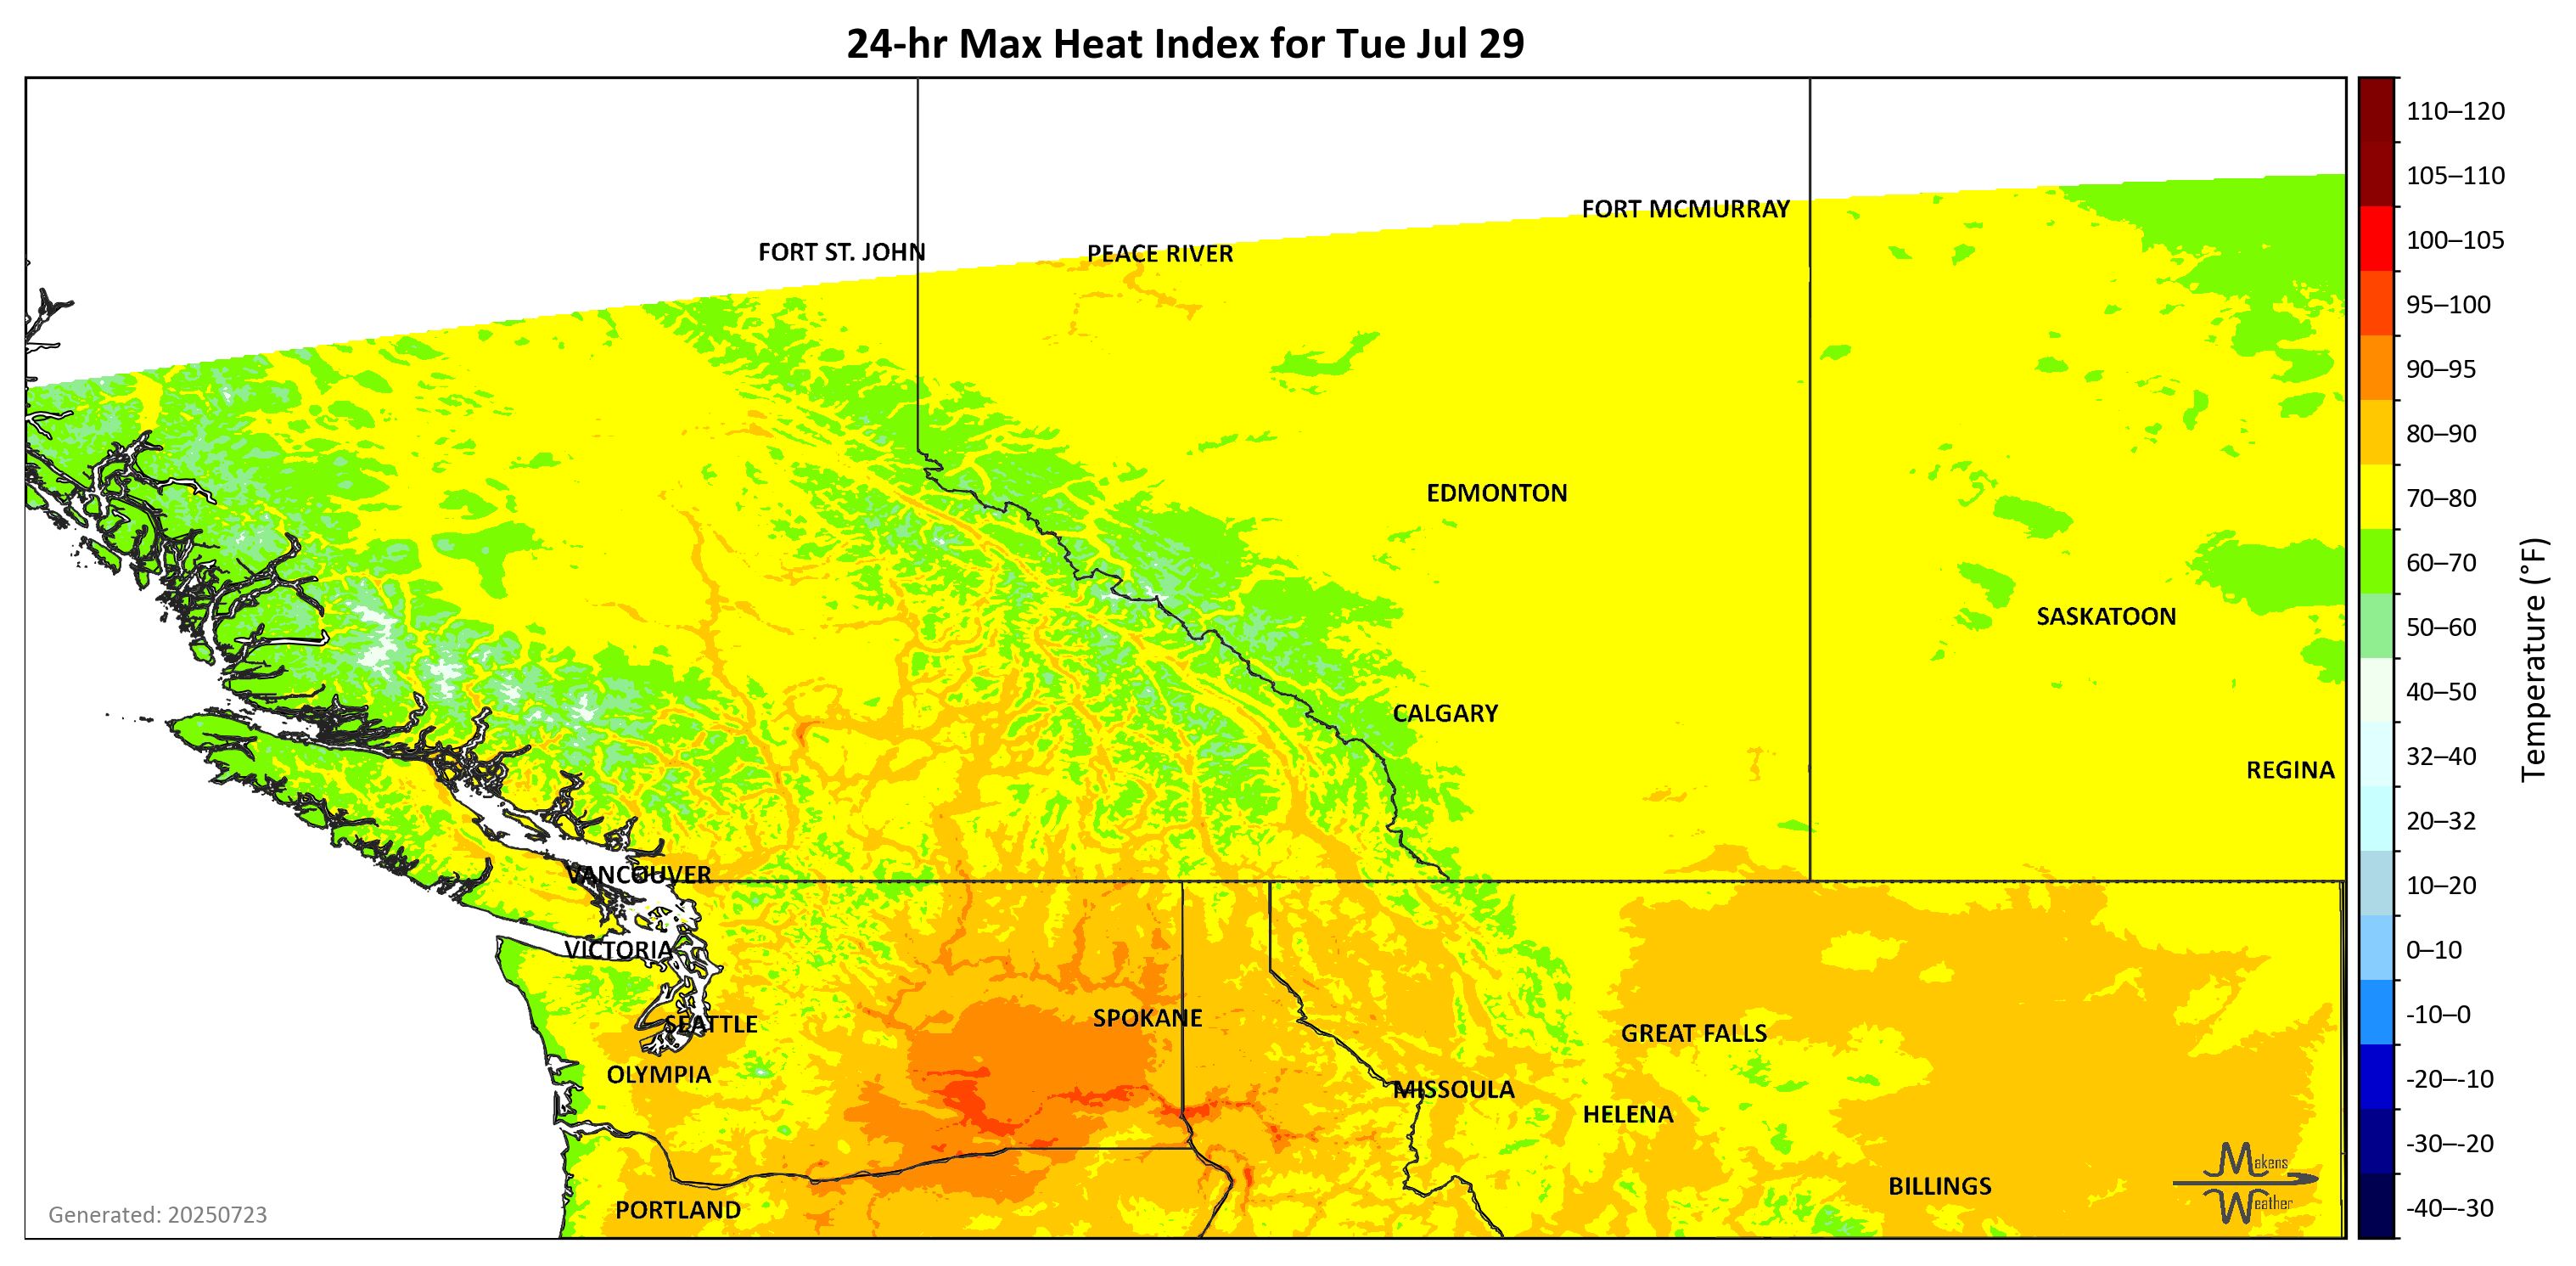 24-hr Max Heat Index for Tue Jul 29
FORT MCMURRAY
FORT ST. JOHN
PEACE RIVER
EDMONTON
SASKATOON
CALGARY
REGINA
VANCOUVER
VICTORIA
SEATTLE
SPOKANE
GREAT FALLS
OLYMPIA
MISSOULA
HELENA
BILLINGS
PORTLAND
Makens
Weather
Generated: 20250723
110–120
105–110
100–105
95–100
90–95
80–90
70–80
60–70
50–60
40–50
32–40
20–32
10–20
0–10
-10–0
-20–-10
-30–-20
-40–-30
Temperature (°F)